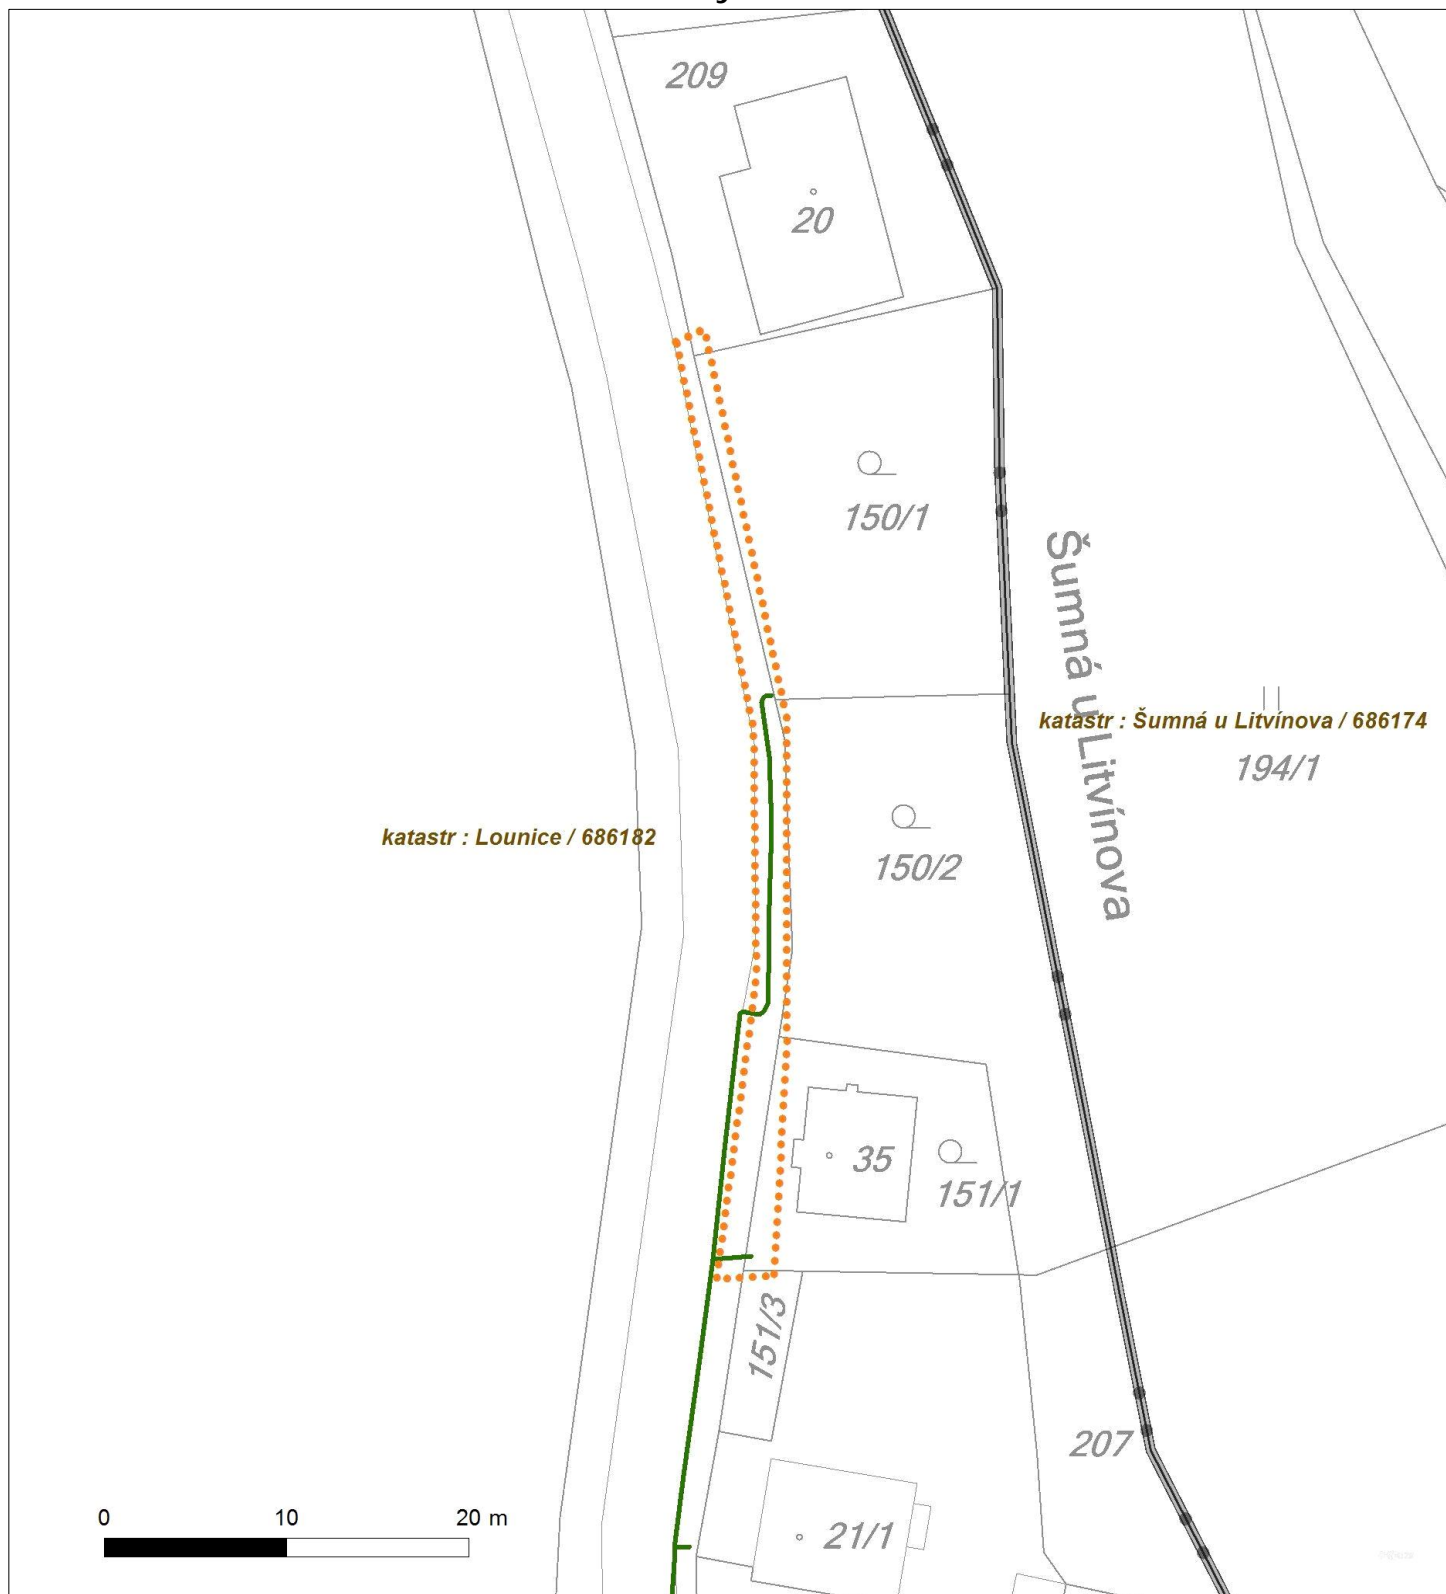 209
20
150/1
Šumná u Litvínova
katastr : Šumná u Litvínova / 686174
194/1
katastr : Lounice / 686182
150/2
35
151/1
151/3
207
21/1
0 10 20 m